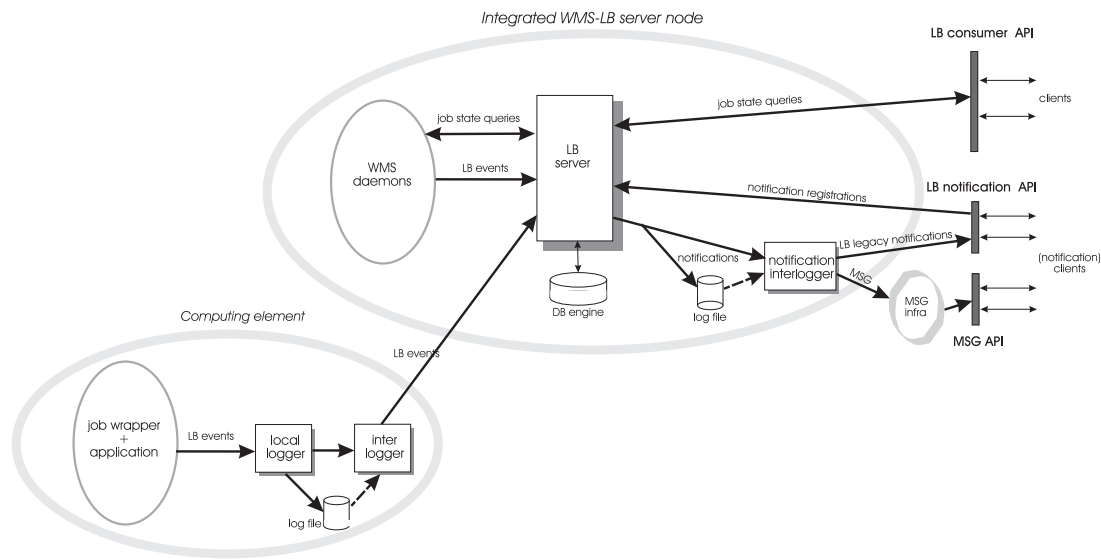 Integrated WMS-LB server node
LB consumer API
job state queries
clients
job state queries
LB
server
WMS
daemons
LB events
LB notification API
notification registrations
LB legacy notifications
notifications
notification
interlogger
(notification)
clients
MSG
MSG
infra
log file
DB engine
MSG API
Computing element
LB events
job wrapper
+
application
LB events
local
logger
inter
logger
log file